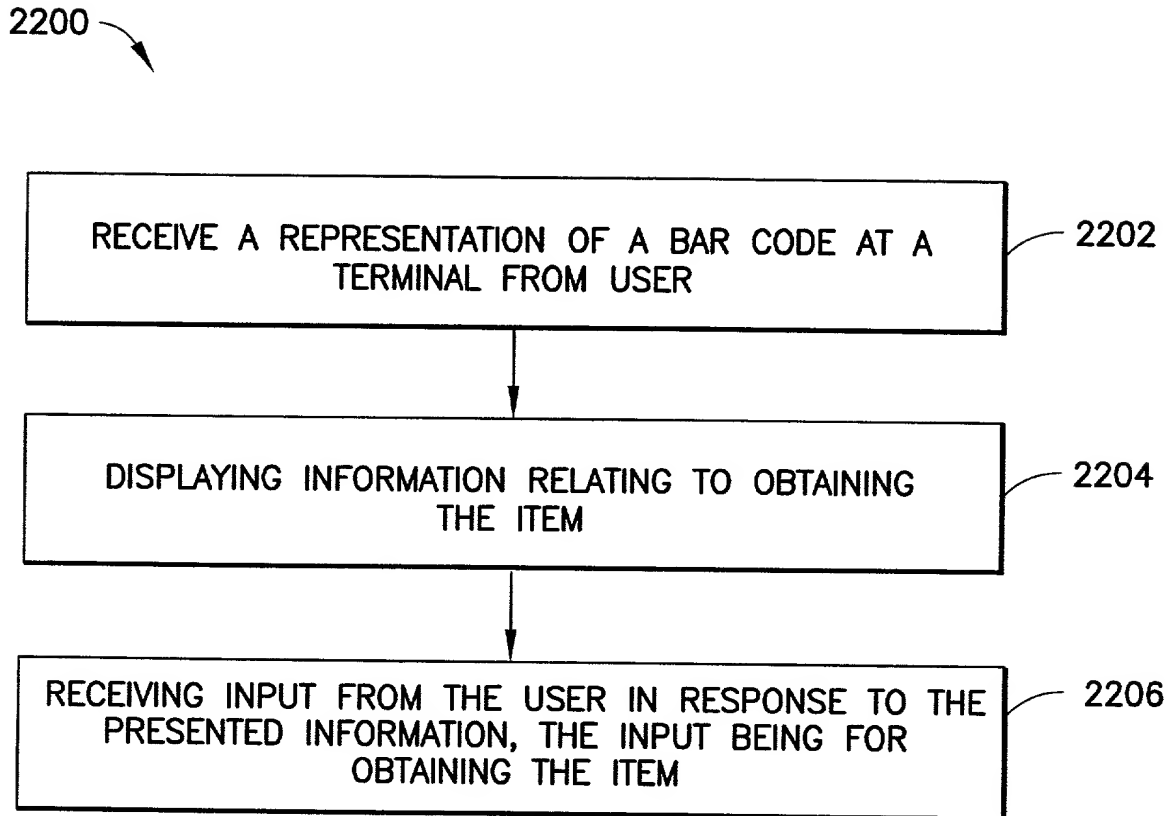 2200
RECEIVE A REPRESENTATION OF A BAR CODE AT A
TERMINAL FROM USER
2202
DISPLAYING INFORMATION RELATING TO OBTAINING
THE ITEM
2204
RECEIVING INPUT FROM THE USER IN RESPONSE TO THE
PRESENTED INFORMATION, THE INPUT BEING FOR
OBTAINING THE ITEM
2206